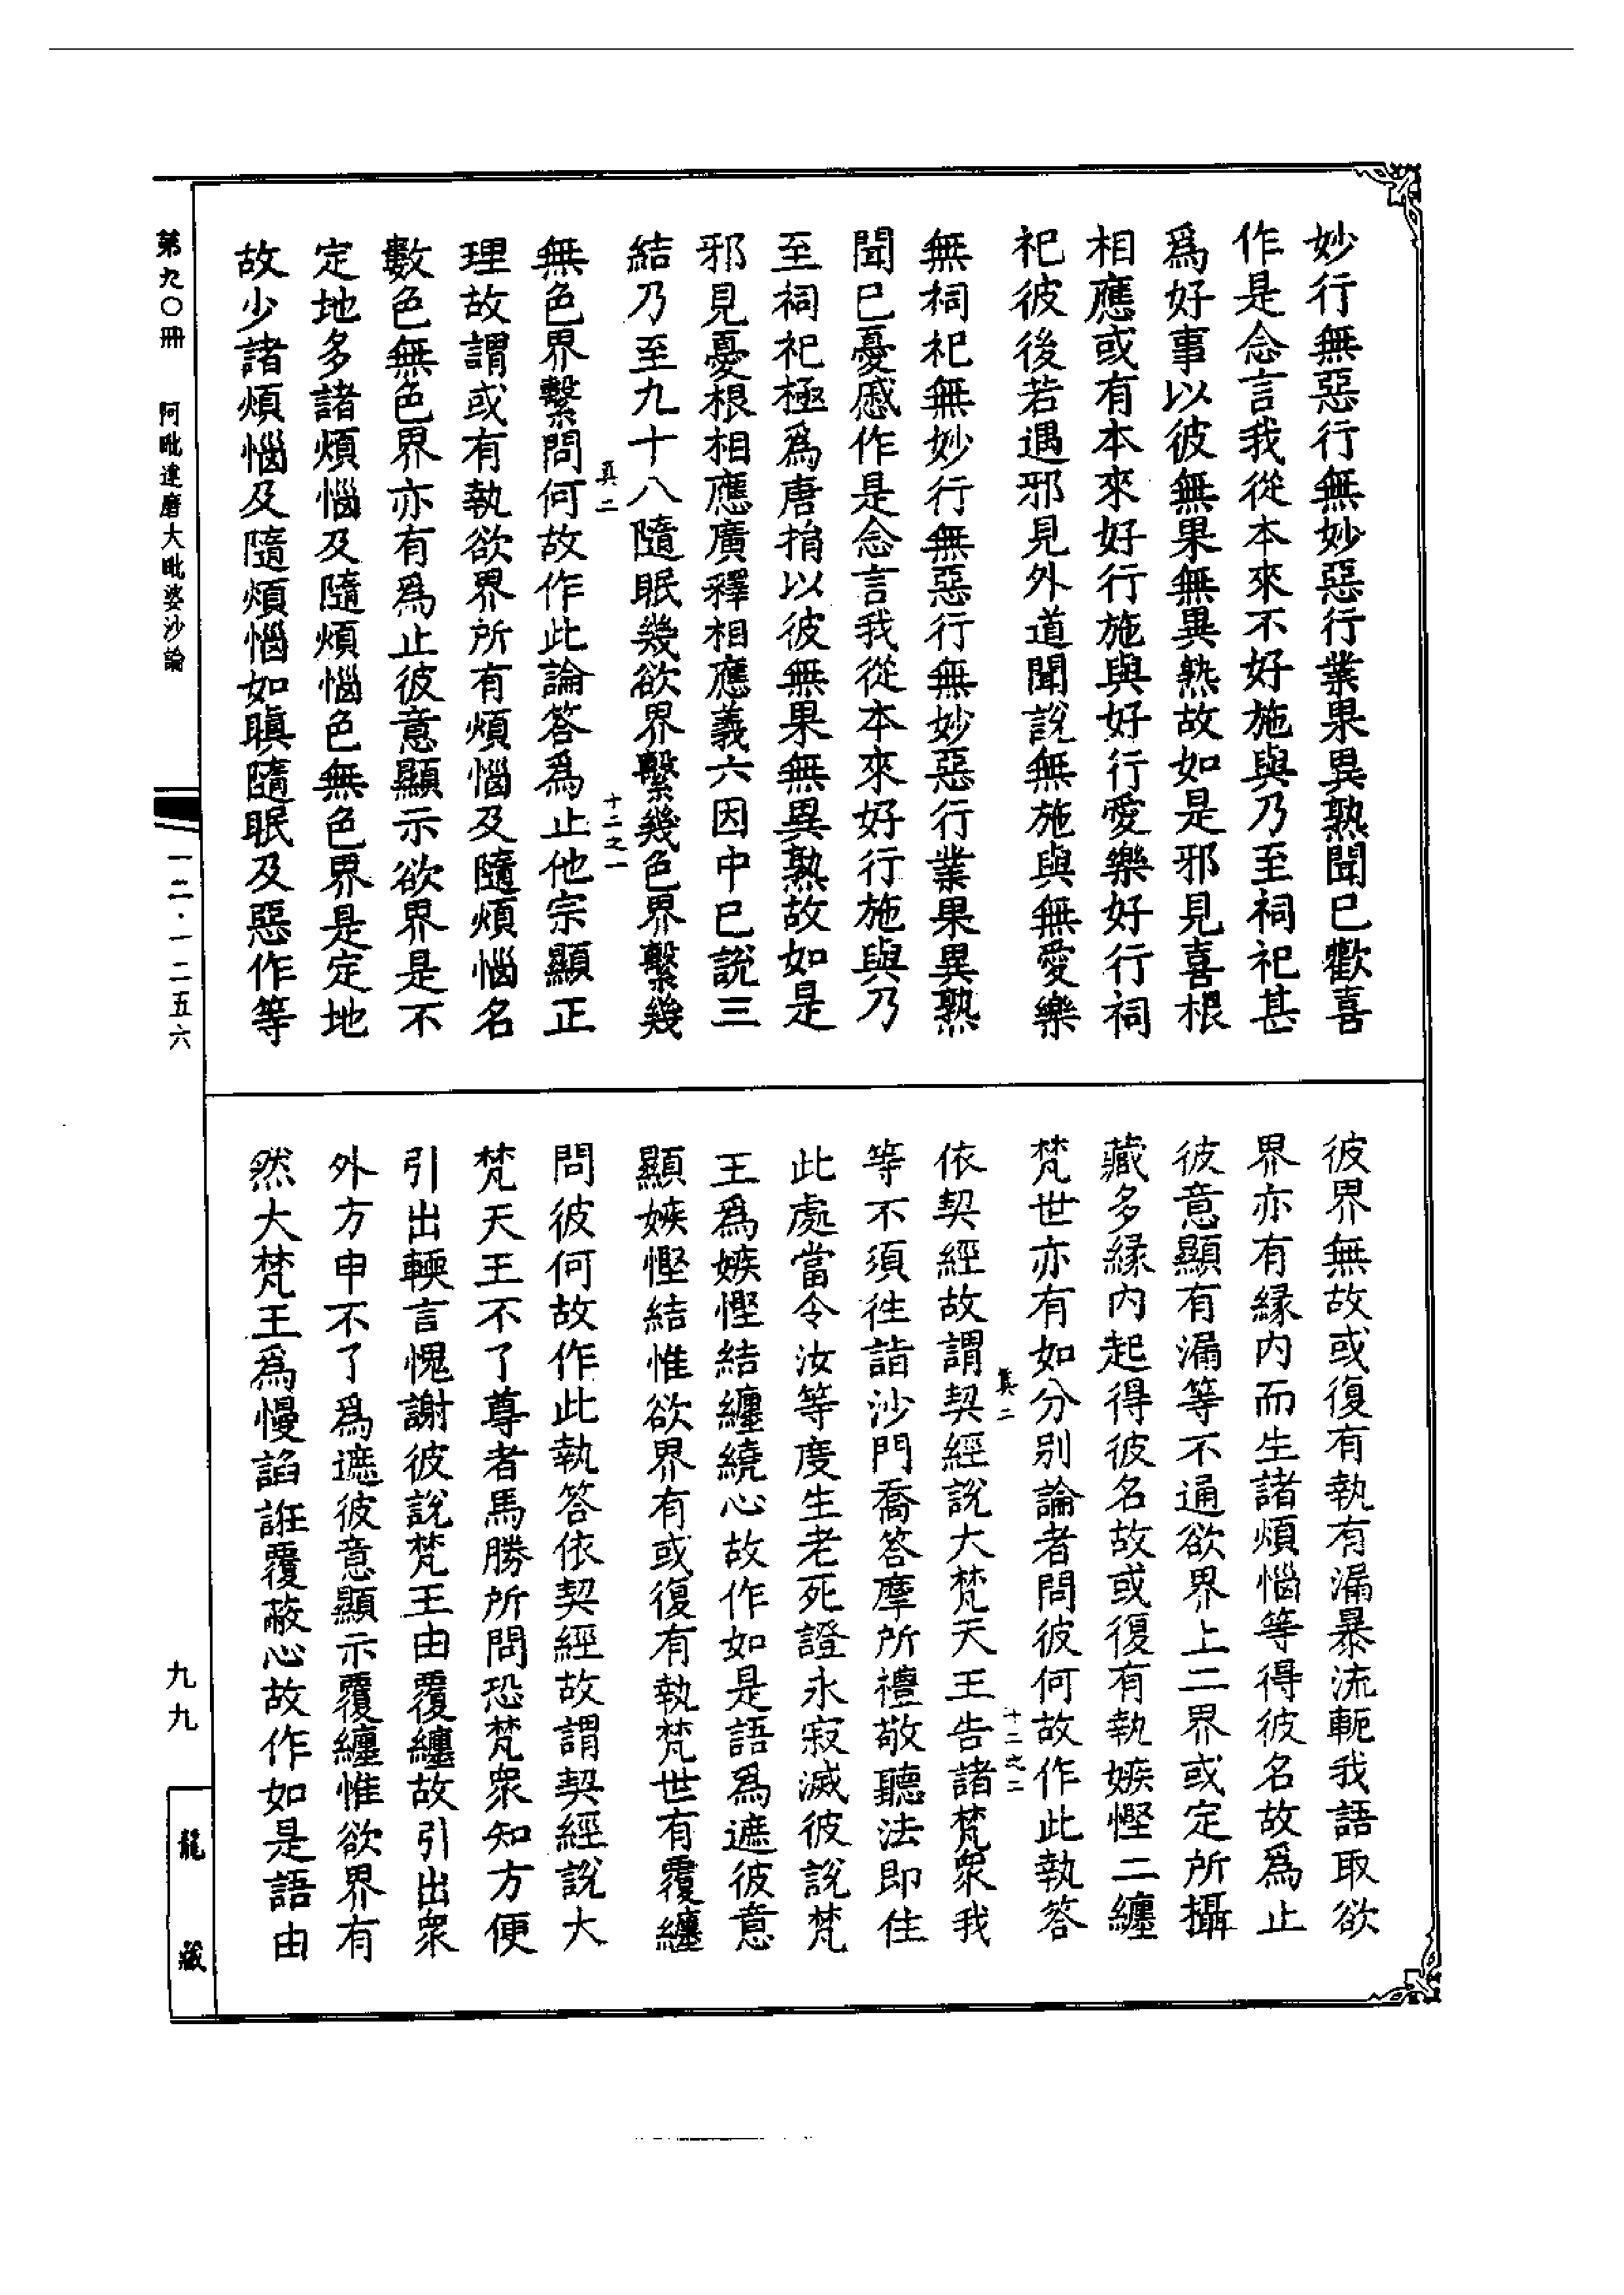 妙行無惡行無妙惡行業果異熟聞已歡喜
作是念言我從本來不好施與乃至祠祀甚
爲好事以彼無果無異熟故如是邪見喜根
相應或有本來好行施與好行愛樂好行祠
祀彼後若遇邪見外道聞說無施與無愛樂
無祠祀無妙行無惡行無妙惡行業果異熟
聞已憂慼作是念言我從本來好行施與乃
至祠祀極爲唐捐以彼無果無異熟故如是
邪見憂根相應廣釋相應義六因中已說三
結乃至九十八隨眠幾欲界繫幾色界繫幾
真二
十二之一
無色界繫問何故作此論答爲止他宗顯正
理故謂或有執欲界所有煩惱及隨煩惱名
數色無色界亦有爲止彼意顯示欲界是不
定地多諸煩惱及隨煩惱色無色界是定地
故少諸煩惱及隨煩惱如瞋隨眠及惡作等
彼界無故或復有執有漏暴流軛我語取欲
界亦有緣內而生諸煩惱等得彼名故爲止
彼意顯有漏等不通欲界上二界或定所攝
藏多緣內起得彼名故或復有執嫉慳二纏
梵世亦有如分別論者問彼何故作此執答
真二
十二之二
依契經故謂契經說大梵天王告諸梵眾我
等不須往詣沙門喬答摩所禮敬聽法即住
此處當令汝等度生老死證永寂滅彼說梵
王爲嫉慳結纏繞心故作如是語爲遮彼意
顯嫉慳結惟欲界有或復有執梵世有覆纏
問彼何故作此執答依契經故謂契經說大
梵天王不了尊者馬勝所問恐梵眾知方便
引出輭言愧謝彼說梵王由覆纏故引出眾
外方申不了爲遮彼意顯示覆纏惟欲界有
然大梵王爲慢諂誑覆蔽心故作如是語由
第九〇冊　阿毗達磨大毗婆沙論
一二·一二五六
九九
龍藏